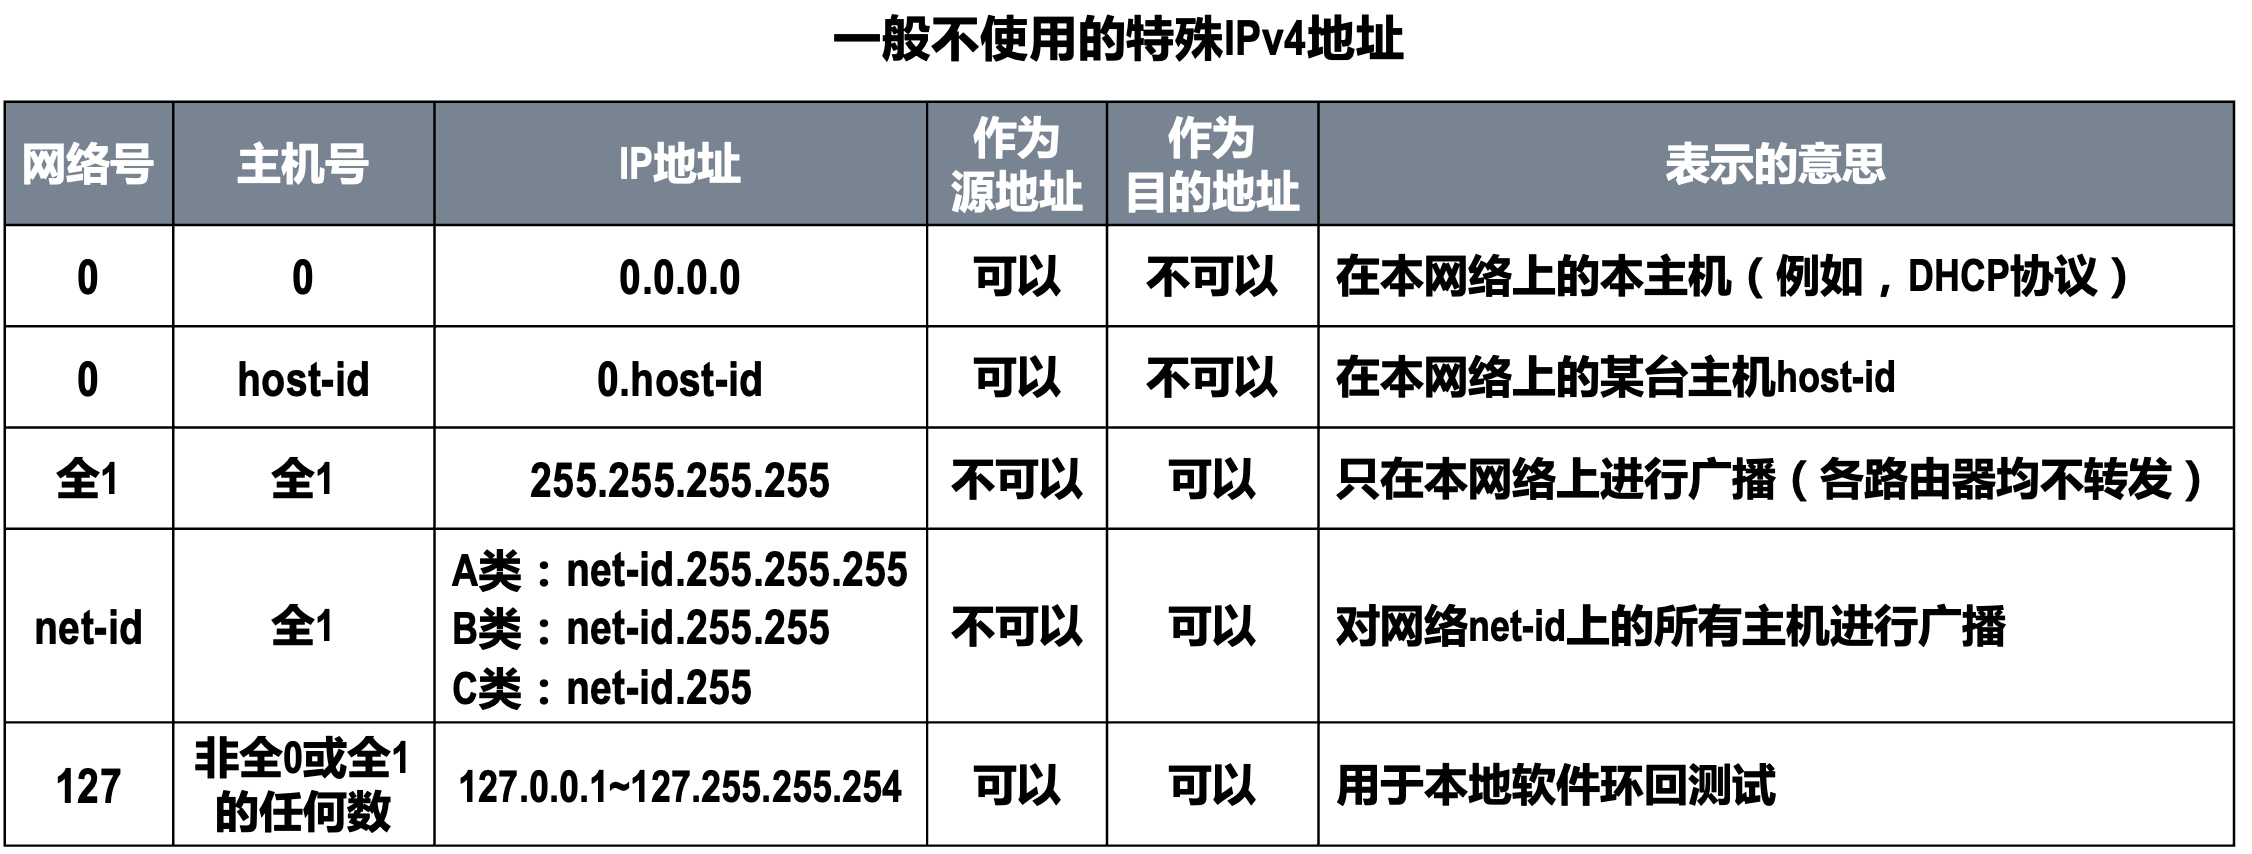 一般不使用的特殊IPv4地址
网络号 主机号 IP地址 作为
源地址 作为
目的地址 表示的意思
0 0 0.0.0.0 可以 不可以 在本网络上的本主机（例如，DHCP协议）
0 host-id 0.host-id 可以 不可以 在本网络上的某台主机host-id
全1 全1 255.255.255.255 不可以 可以 只在本网络上进行广播（各路由器均不转发）
net-id 全1 A类：net-id.255.255.255
B类：net-id.255.255
C类：net-id.255 不可以 可以 对网络net-id上的所有主机进行广播
127 非全0或全1
的任何数 127.0.0.1~127.255.255.254 可以 可以 用于本地软件环回测试